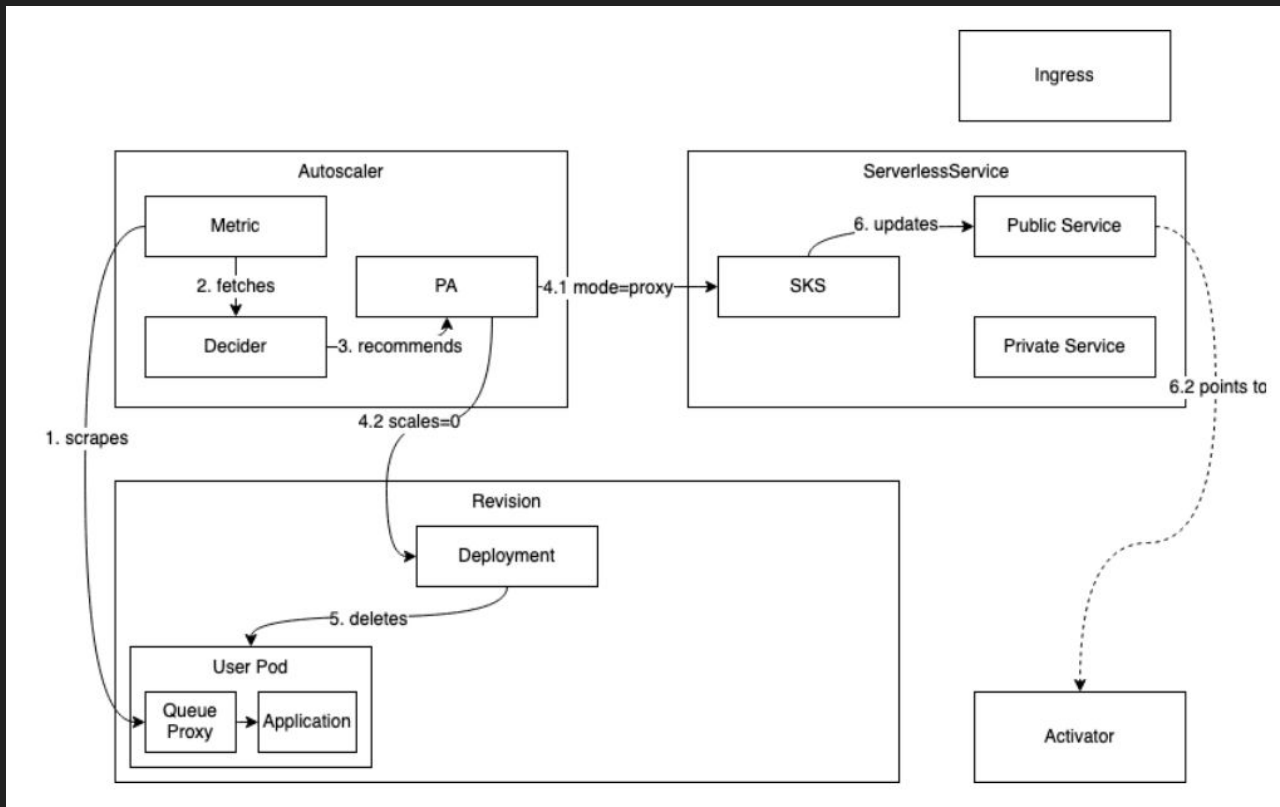 Ingress
Autoscaler
ServerlessService
Metric
6. updates
Public Service
2. fetches
PA
4.1 mode=proxy
SKS
Decider
3. recommends
Private Service
6.2 points to
4.2 scales=0
1. scrapes
Revision
Deployment
5. deletes
User Pod
Queue
Proxy
Application
Activator